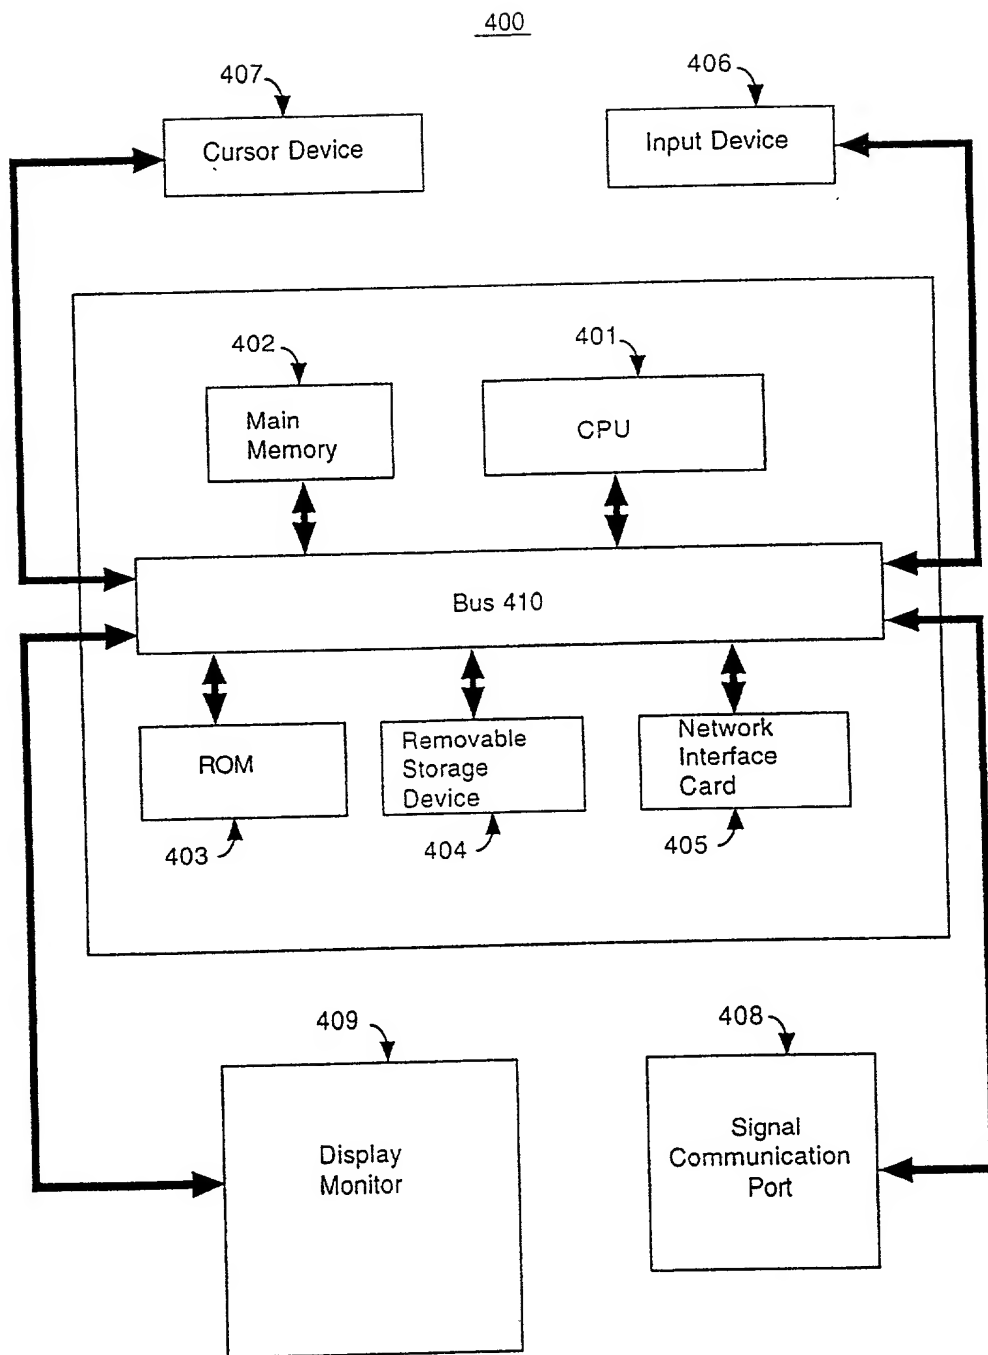 400
407
406
Cursor Device
Input Device
402
401
Main
Memory
CPU
Bus 410
ROM
Removable
Storage
Device
Network
Interface
Card
403
404
405
409
408
Display
Monitor
Signal
Communication
Port